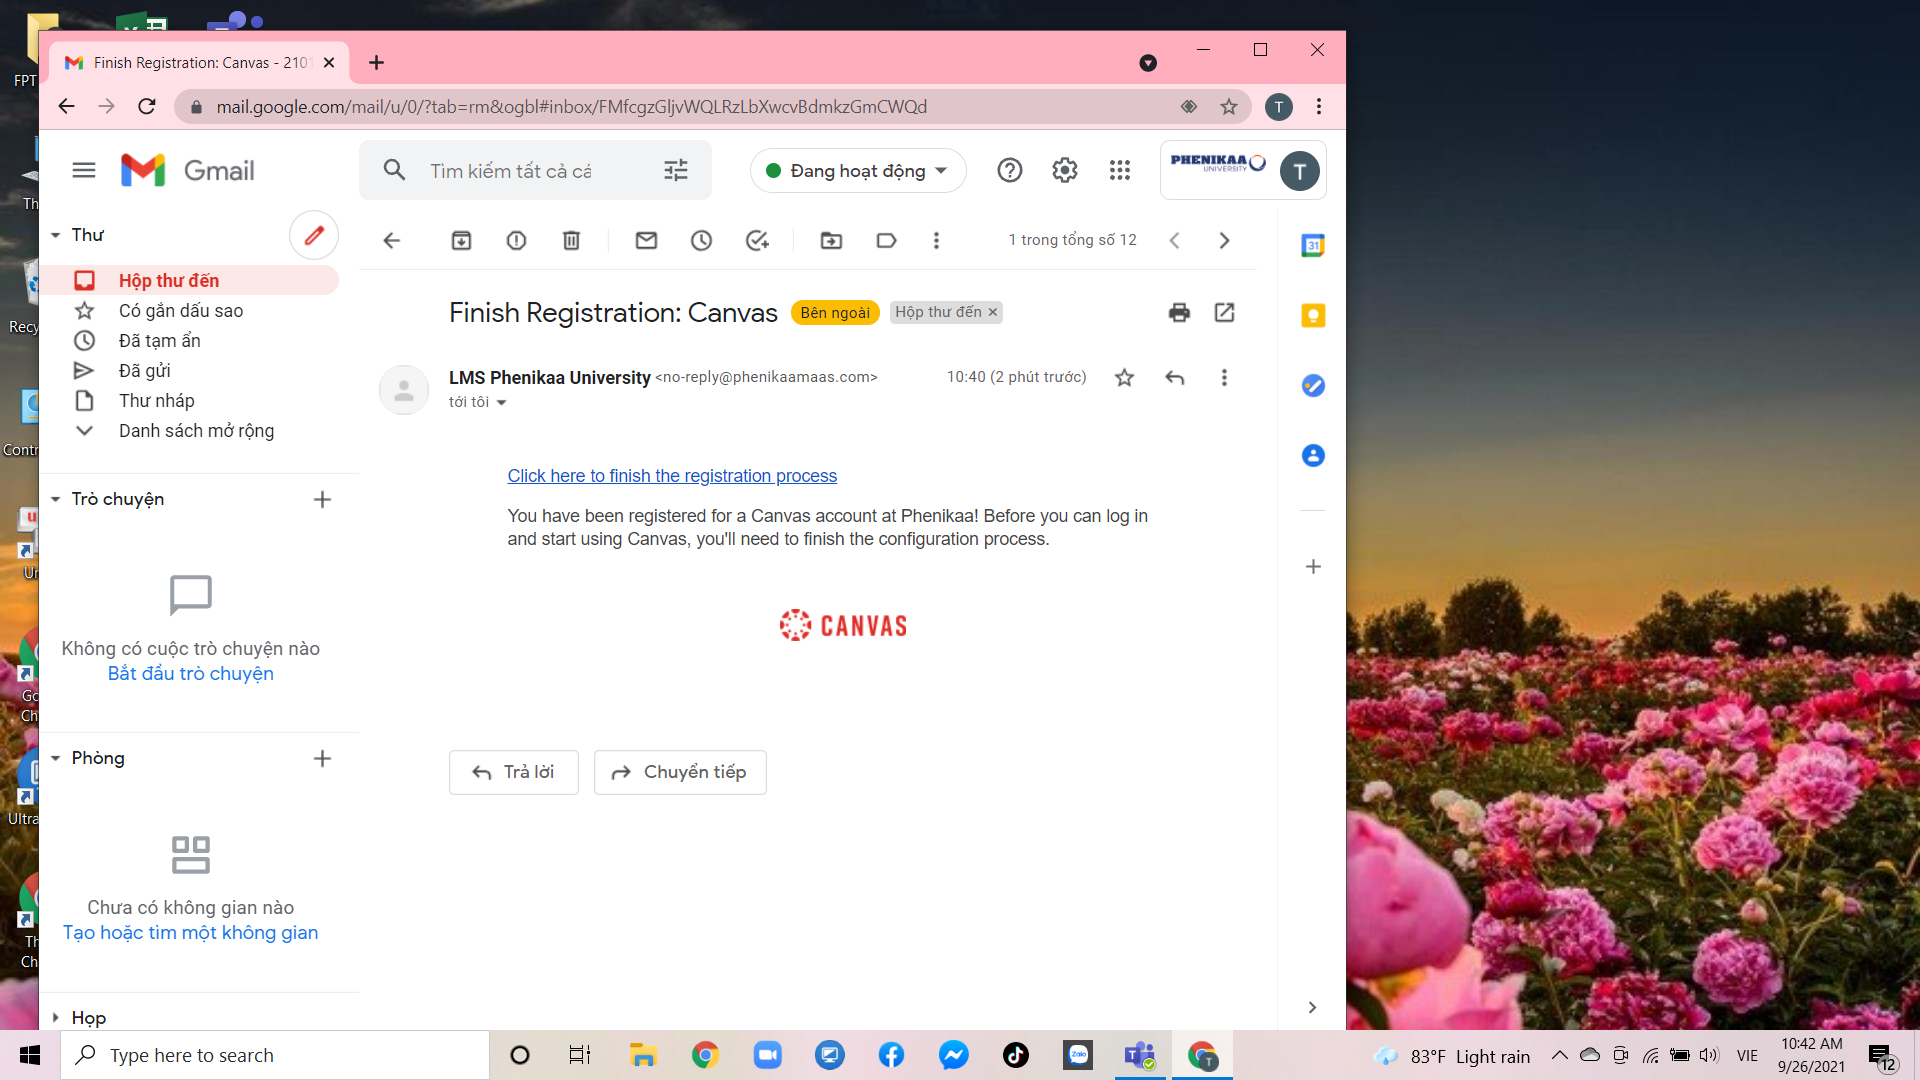 FPT
Th
Recy
Contr
Ur
Go
Ch
Ultra
Th
Ch
Finish Registration: Canvas - 210
mail.google.com/mail/u/0/?tab=rm&ogbl#inbox/FMfcgzGljvWQLRzLbXwcvBdmkzGmCWQd
T
Gmail
Tìm kiếm tất cả cá
Đang hoạt động
PHENIKAA
UNIVERSITY
T
Thư
Hộp thư đến
Có gắn dấu sao
Đã tạm ẩn
Đã gửi
Thư nháp
Danh sách mở rộng
Trò chuyện
Không có cuộc trò chuyện nào
Bắt đầu trò chuyện
Phòng
Chưa có không gian nào
Tạo hoặc tìm một không gian
Họp
1 trong tổng số 12
Finish Registration: Canvas Bên ngoài Hộp thư đến ×
LMS Phenikaa University <no-reply@phenikaamaas.com> 10:40 (2 phút trước)
tới tôi
Click here to finish the registration process
You have been registered for a Canvas account at Phenikaa! Before you can log in
and start using Canvas, you'll need to finish the configuration process.
CANVAS
Trả lời
Chuyển tiếp
31
Type here to search
Zalo
T
T
83°F Light rain
VIE
10:42 AM
9/26/2021
12